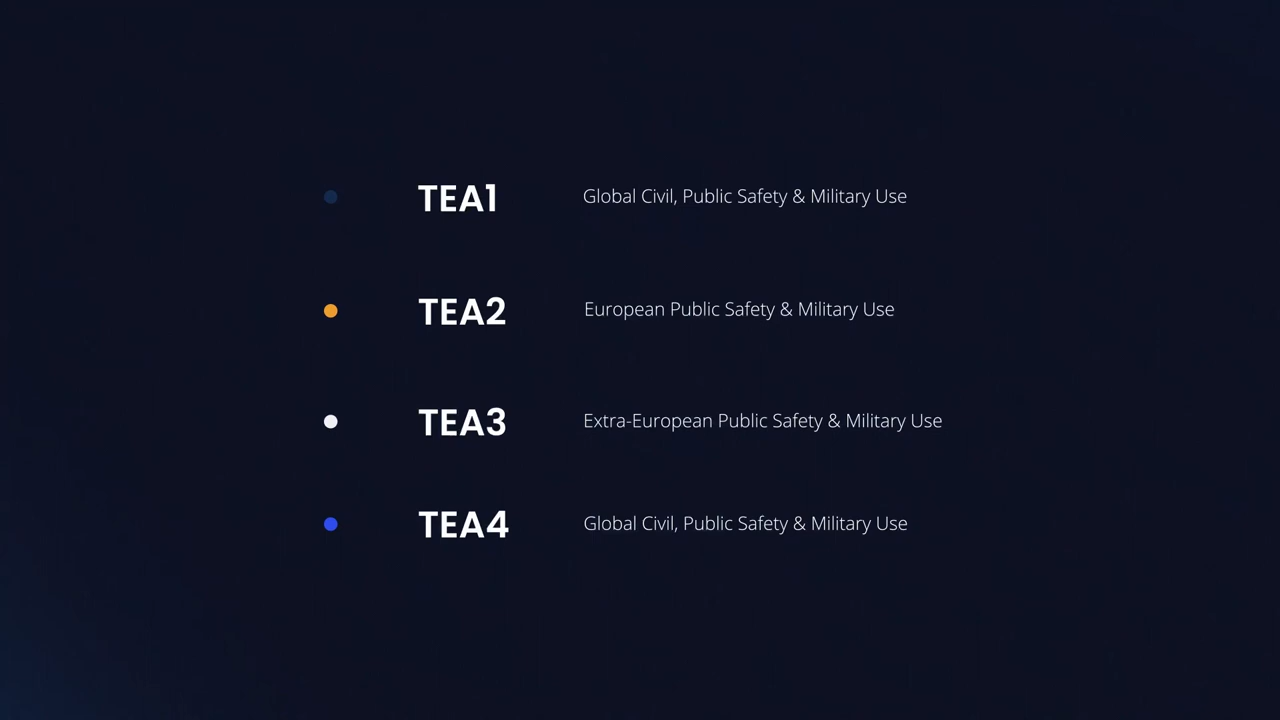 TEA1 Global Civil, Public Safety & Military Use
TEA2 European Public Safety & Military Use
TEA3 Extra-European Public Safety & Military Use
TEA4 Global Civil, Public Safety & Military Use